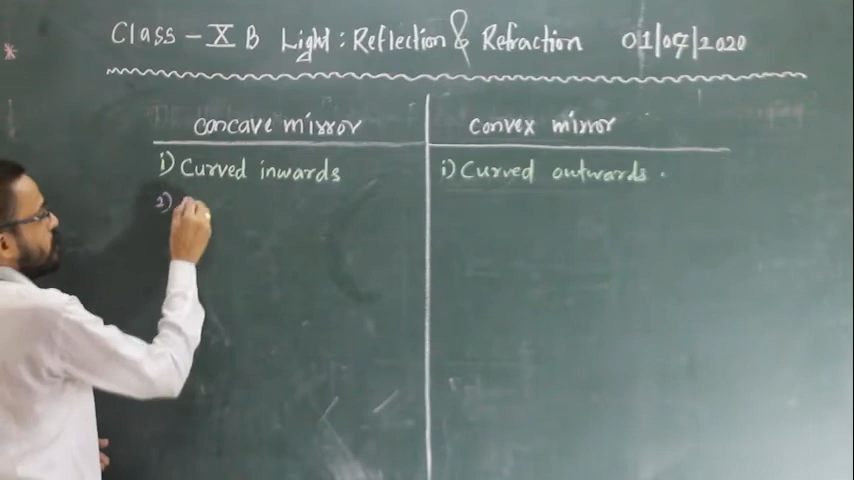 Class - X B Light : Reflection & Refraction 01/07/2020
concave mirror
convex mirror
i) Curved inwards
i) Curved outwards.
2)